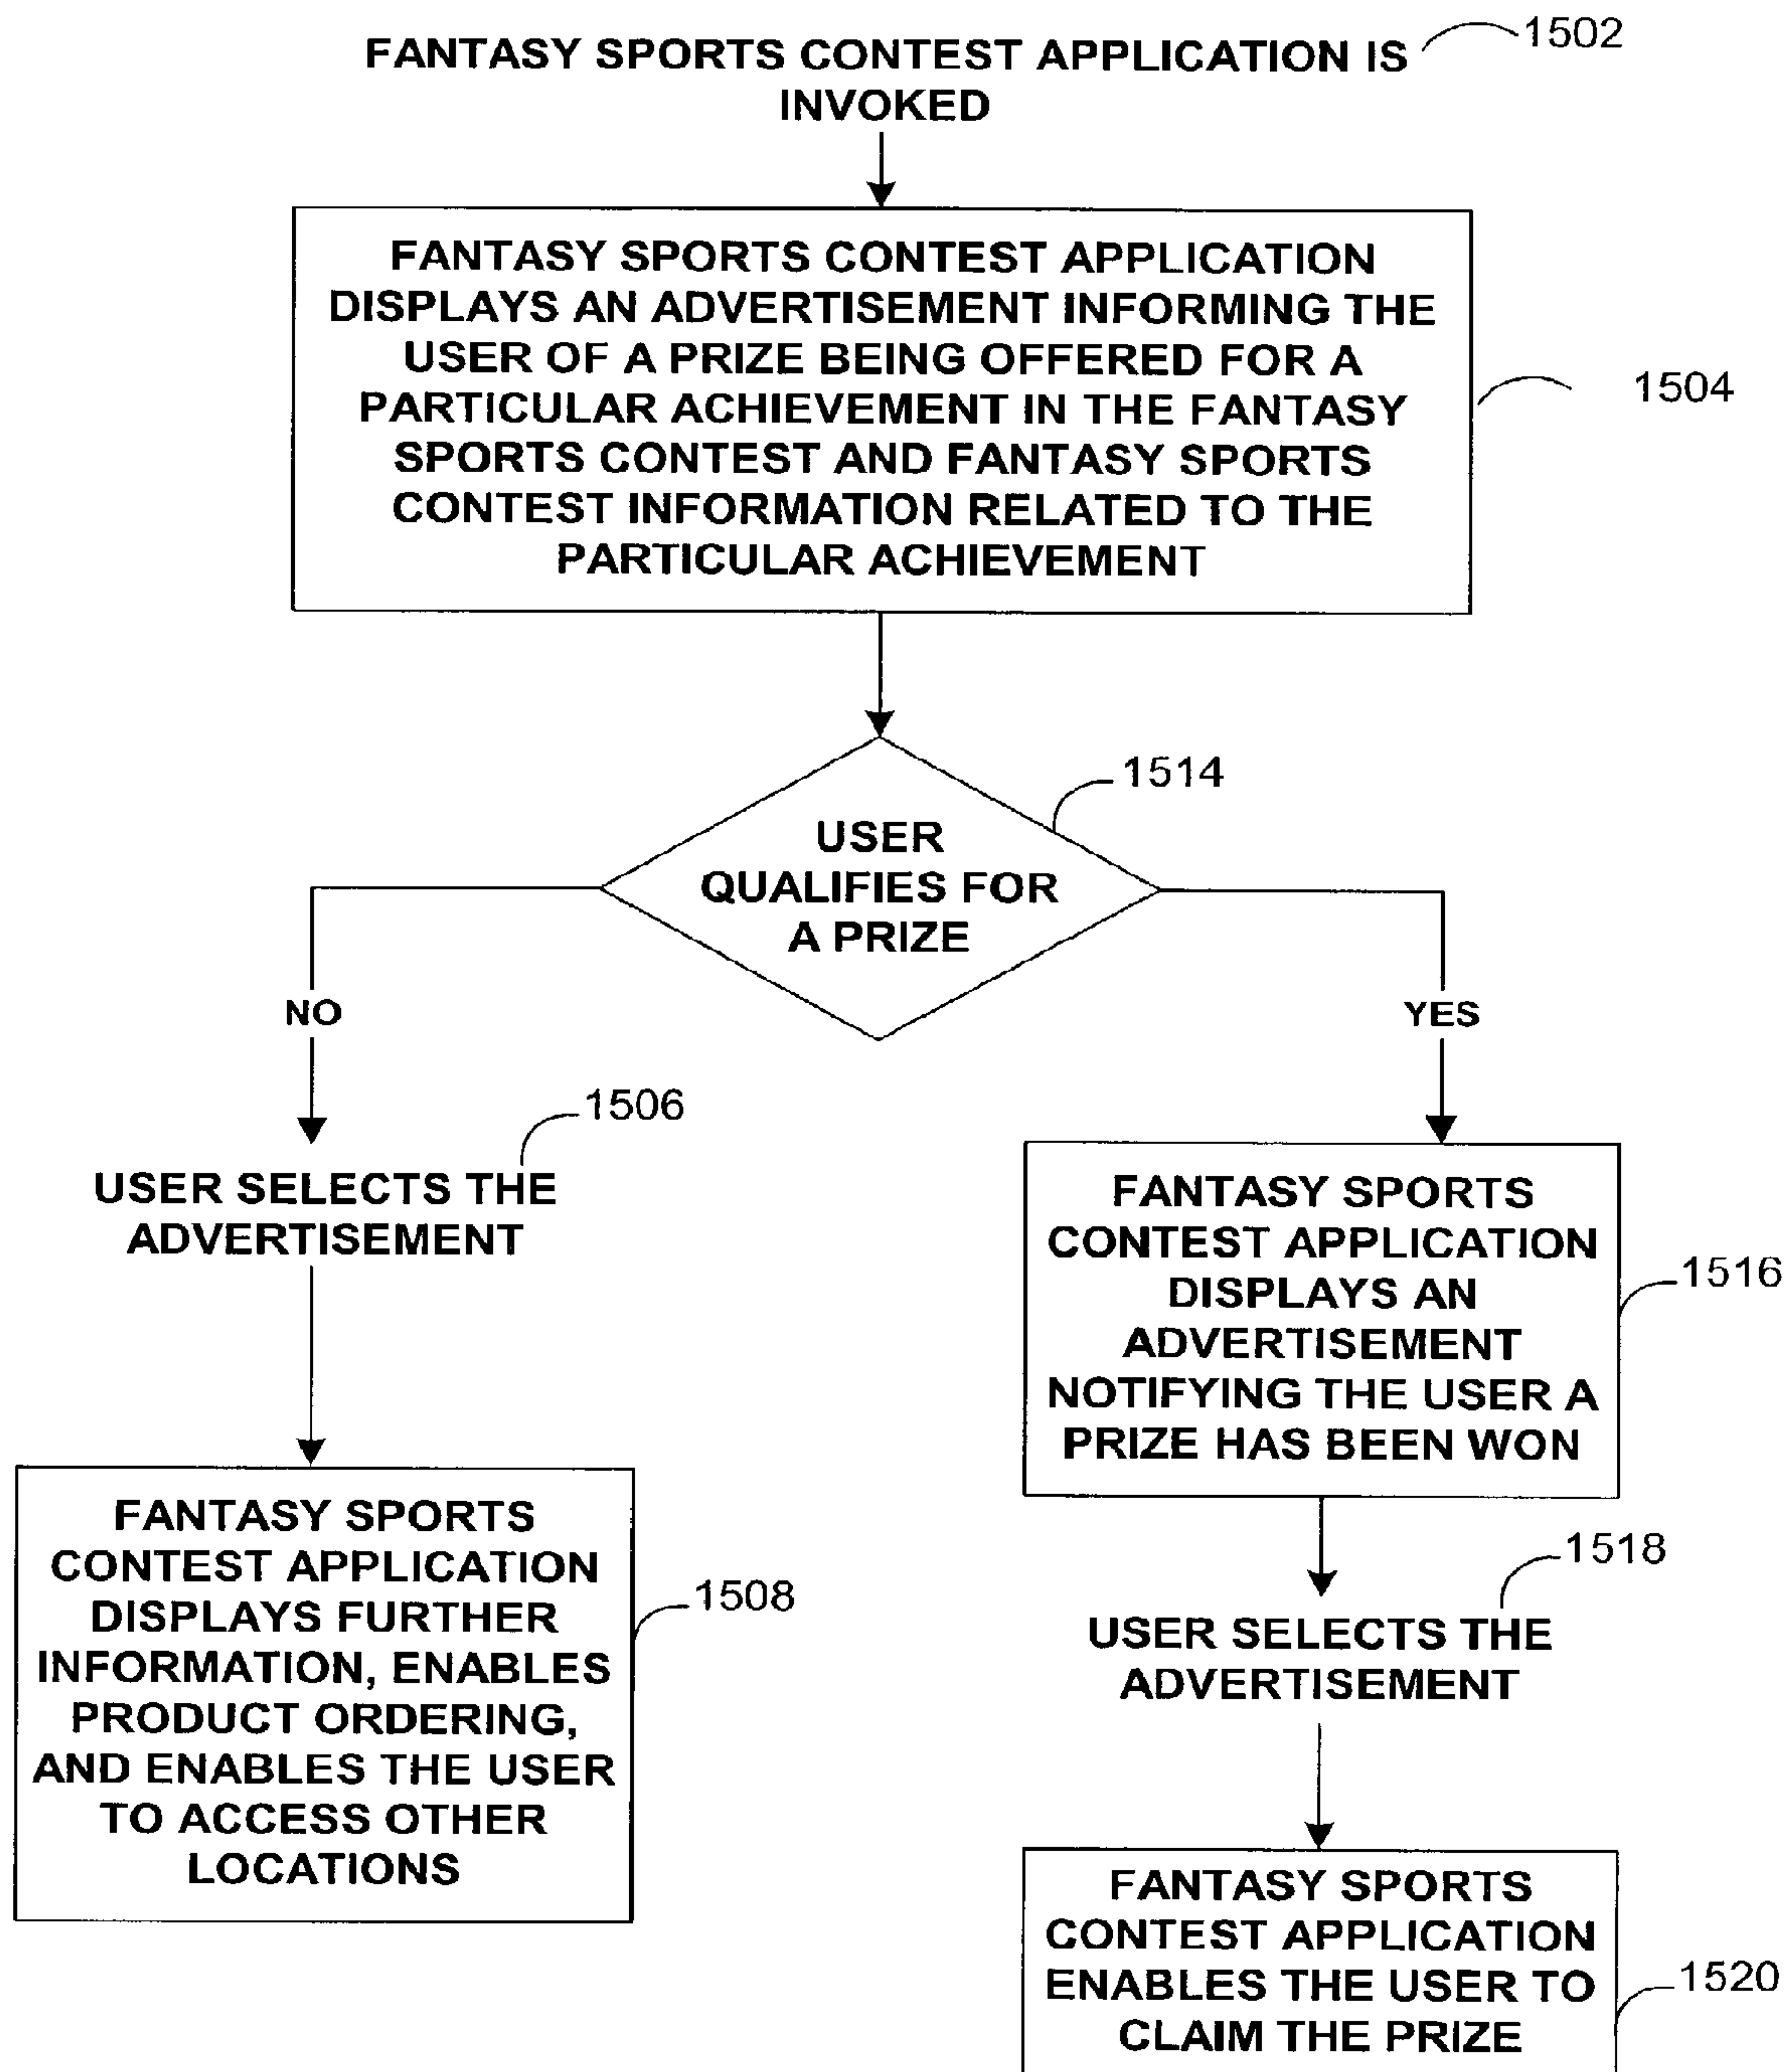 FANTASY SPORTS CONTEST APPLICATION IS
INVOKED
1502
FANTASY SPORTS CONTEST APPLICATION
DISPLAYS AN ADVERTISEMENT INFORMING THE
USER OF A PRIZE BEING OFFERED FOR A
PARTICULAR ACHIEVEMENT IN THE FANTASY
SPORTS CONTEST AND FANTASY SPORTS
CONTEST INFORMATION RELATED TO THE
PARTICULAR ACHIEVEMENT
1504
1514
USER
QUALIFIES FOR
A PRIZE
NO
YES
1506
USER SELECTS THE
ADVERTISEMENT
FANTASY SPORTS
CONTEST APPLICATION
DISPLAYS FURTHER
INFORMATION, ENABLES
PRODUCT ORDERING,
AND ENABLES THE USER
TO ACCESS OTHER
LOCATIONS
1508
FANTASY SPORTS
CONTEST APPLICATION
DISPLAYS AN
ADVERTISEMENT
NOTIFYING THE USER A
PRIZE HAS BEEN WON
1516
1518
USER SELECTS THE
ADVERTISEMENT
FANTASY SPORTS
CONTEST APPLICATION
ENABLES THE USER TO
CLAIM THE PRIZE
1520